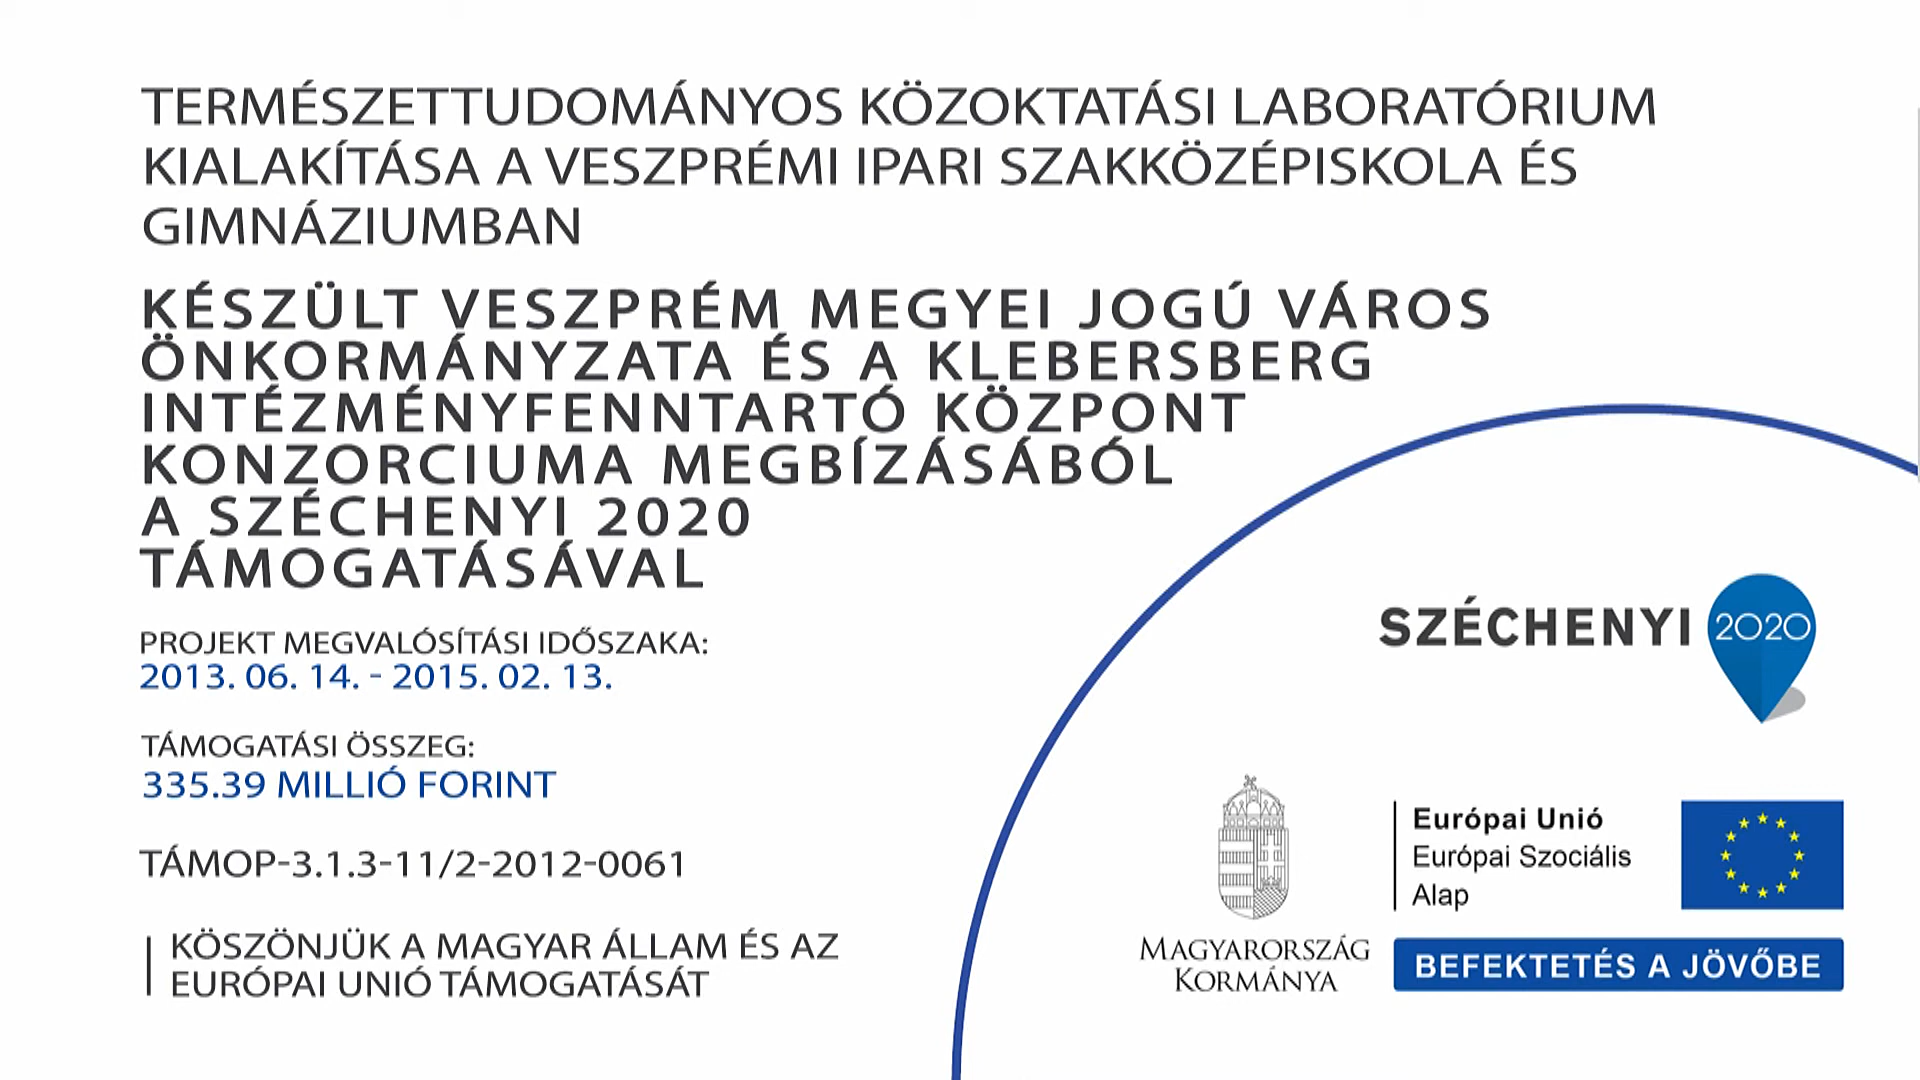 TERMÉSZETTUDOMÁNYOS KÖZOKTATÁSI LABORATÓRIUM
KIALAKÍTÁSA A VESZPRÉMI IPARI SZAKKÖZÉPISKOLA ÉS
GIMNÁZIUMBAN
KÉSZÜLT VESZPRÉM MEGYEI JOGÚ VÁROS
ÖNKORMÁNYZATA ÉS A KLEBERSBERG
INTÉZMÉNYFENNTARTÓ KÖZPONT
KONZORCIUMA MEGBÍZÁSÁBÓL
A SZÉCHENYI 2020
TÁMOGATÁSÁVAL
PROJEKT MEGVALÓSÍTÁSI IDŐSZAKA:
2013. 06. 14. - 2015. 02. 13.
TÁMOGATÁSI ÖSSZEG:
335.39 MILLIÓ FORINT
TÁMOP-3.1.3-11/2-2012-0061
KÖSZÖNJÜK A MAGYAR ÁLLAM ÉS AZ
EURÓPAI UNIÓ TÁMOGATÁSÁT
SZÉCHENYI 2020
MAGYARORSZÁG
KORMÁNYA
Európai Unió
Európai Szociális
Alap
BEFEKTETÉS A JÖVŐBE